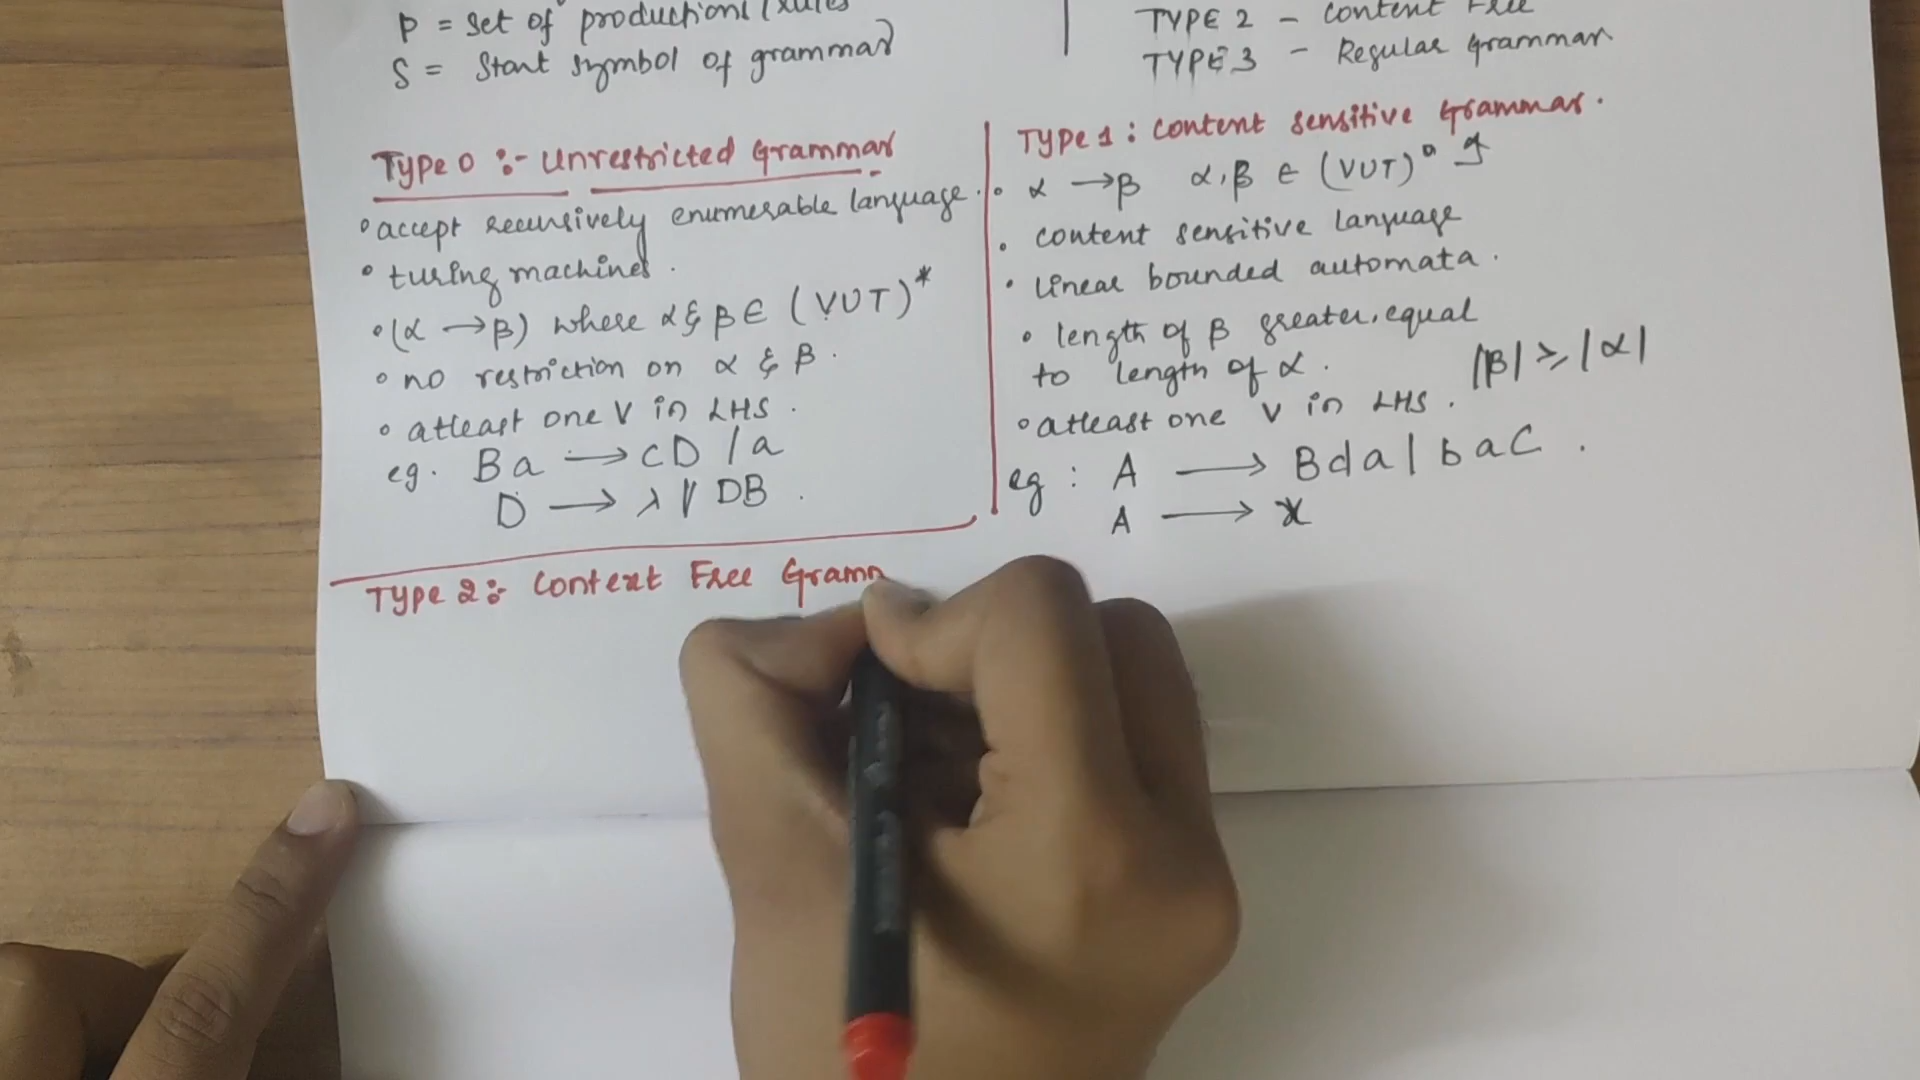 P = set of productions / rules
S = Start symbol of grammar
TYPE 2 - Content Free
TYPE 3 - Regular Grammar
Type 0 :- Unrestricted Grammar
• accept recursively enumerable language.
• turing machines.
• (α → β) where α & β ∈ (VUT)*
• no restriction on α & β.
• atleast one V in LHS.
eg. Ba → CD / a
D → λ | DB.
Type 1 : Content sensitive Grammar.
• α → β α, β ∈ (VUT)
• content sensitive language
• linear bounded automata.
• length of β greater, equal
to length of α. |β| ≥ |α|
• atleast one V in LHS.
eg : A → Bda | baC.
A → x
Type 2 :- Context Free Gramm